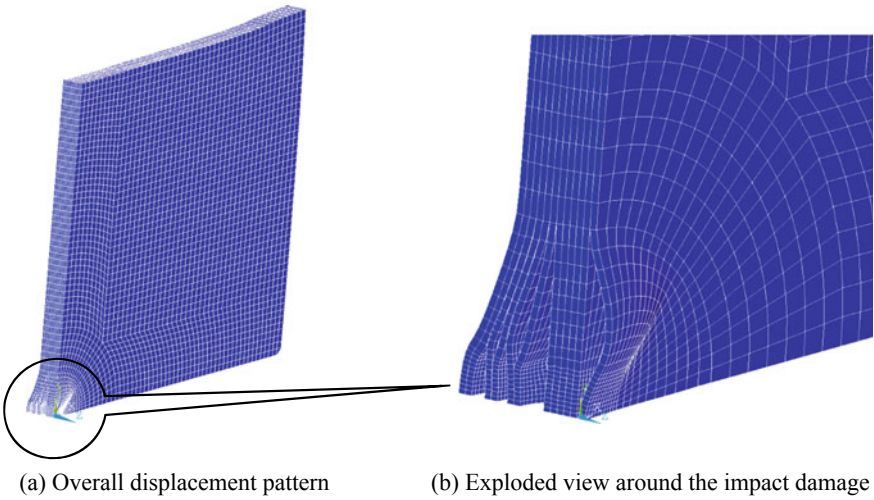 Y
Z
(a) Overall displacement pattern
(b) Exploded view around the impact damage